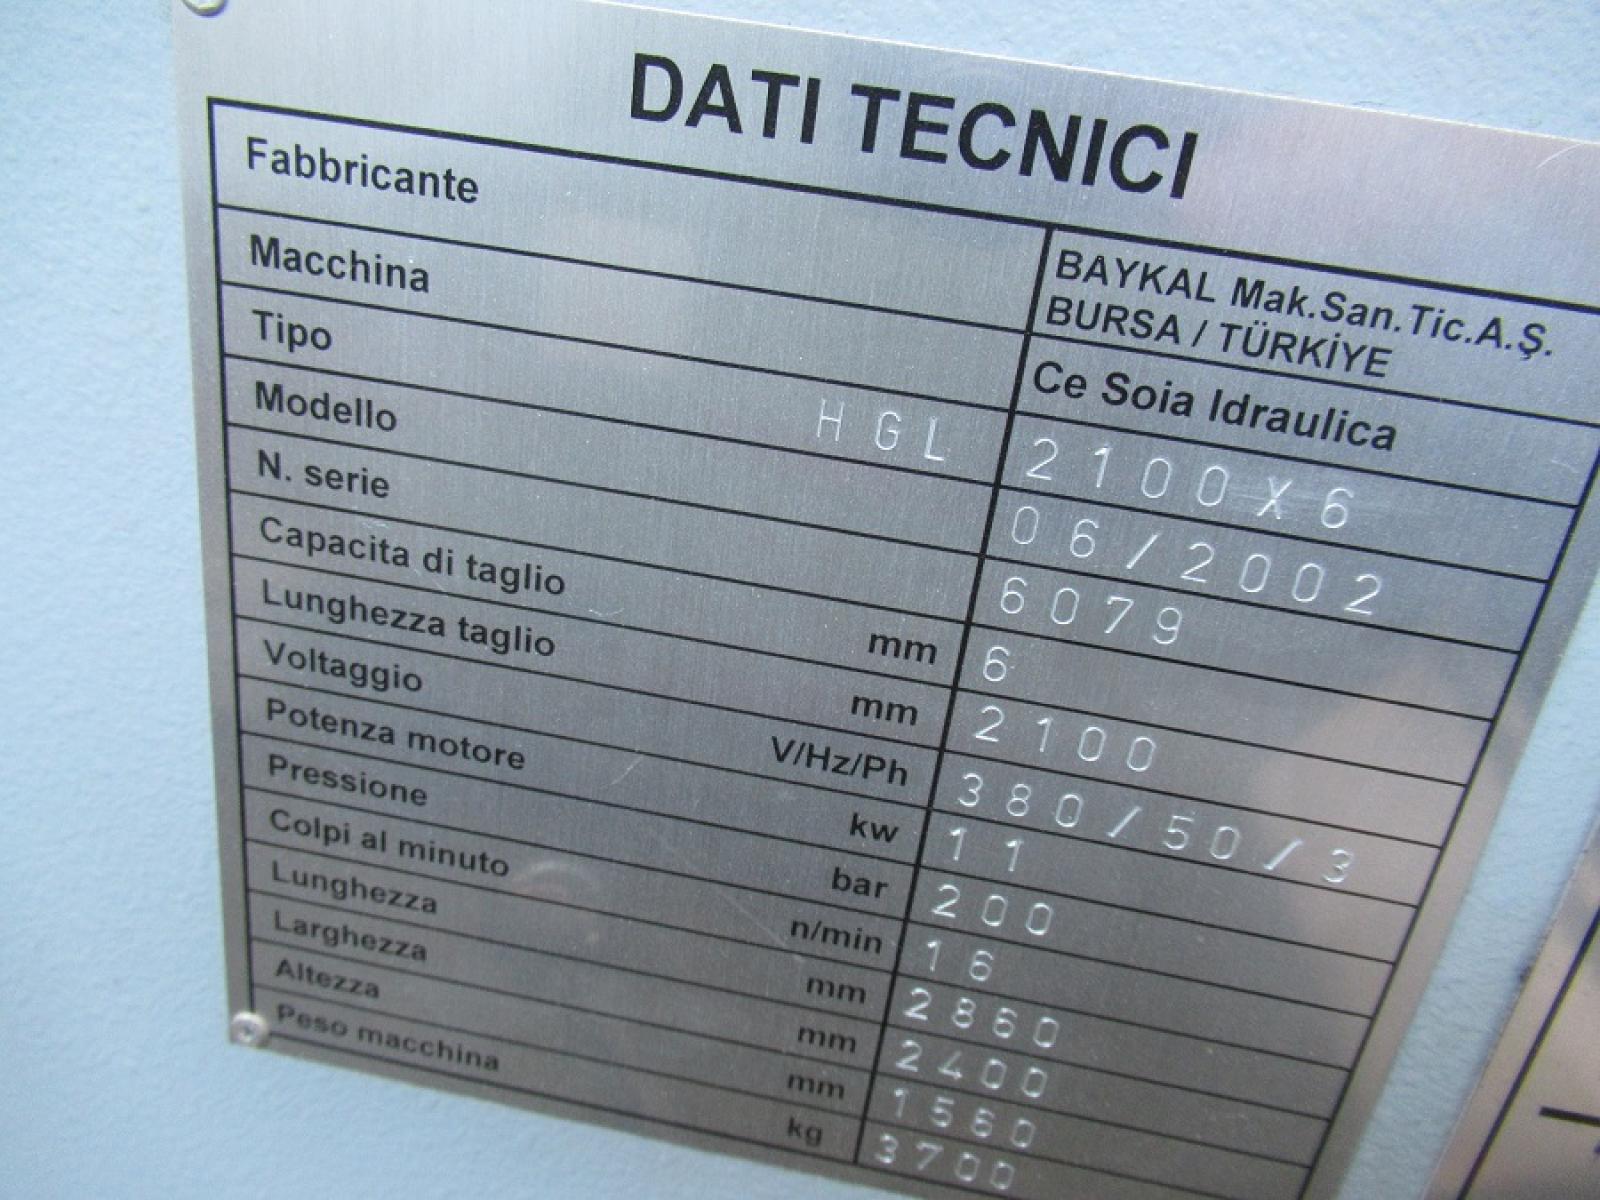 DATI TECNICI
Fabbricante BAYKAL Mak.San.Tic.A.Ş.
BURSA / TÜRKİYE
Macchina Ce Soia Idraulica
Tipo HGL 2100X6
Modello 06/2002
N. serie 6079
Capacita di taglio mm 6
Lunghezza taglio mm 2100
Voltaggio V/Hz/Ph 380/50/3
Potenza motore kw 11
Pressione bar 200
Colpi al minuto n/min 16
Lunghezza mm 2860
Larghezza mm 2400
Altezza mm 1560
Peso macchina kg 3700